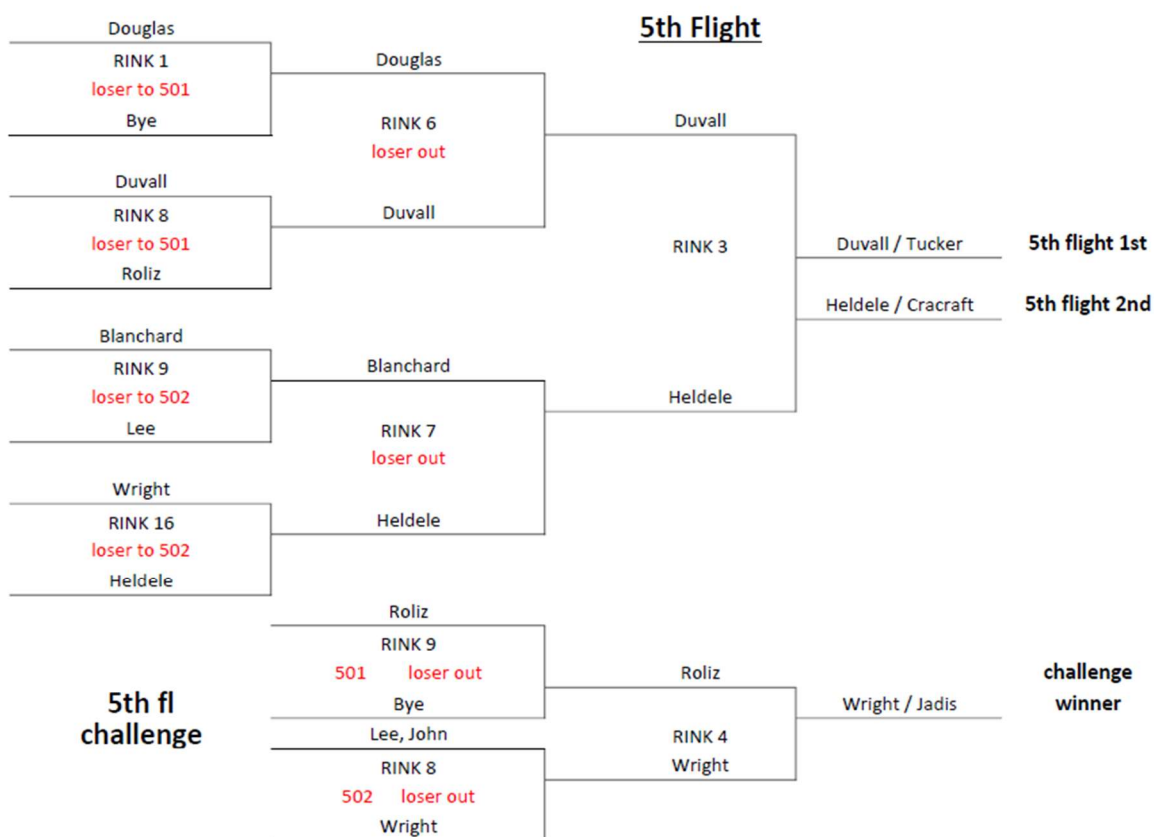 5th Flight
Douglas
RINK 1
loser to 501
Bye
Duvall
RINK 8
loser to 501
Roliz
Blanchard
RINK 9
loser to 502
Lee
Wright
RINK 16
loser to 502
Heldele
Douglas
RINK 6
loser out
Duvall
Blanchard
RINK 7
loser out
Heldele
Duvall
RINK 3
Heldele
Duvall / Tucker
5th flight 1st
Heldele / Cracraft
5th flight 2nd
5th fl
challenge
Roliz
RINK 9
501 loser out
Bye
Lee, John
RINK 8
502 loser out
Wright
Roliz
RINK 4
Wright
Wright / Jadis
challenge
winner